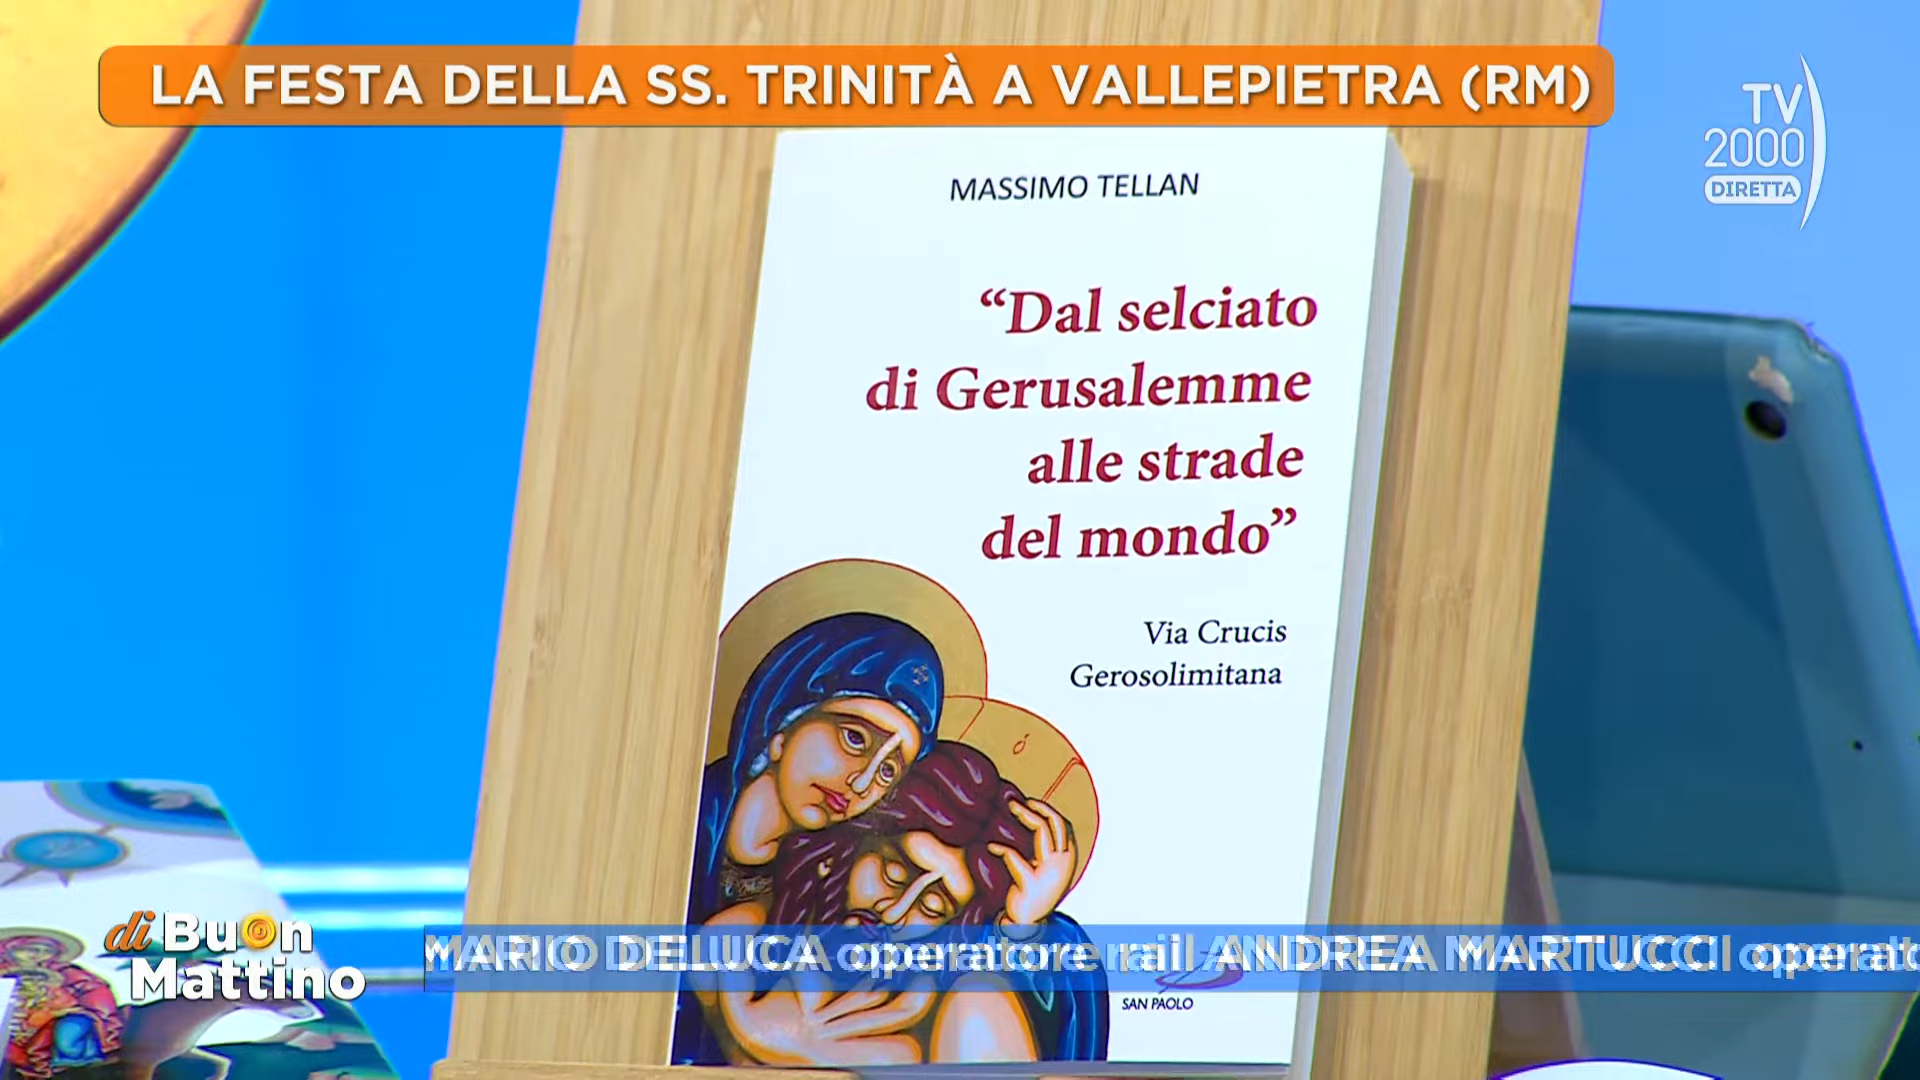 LA FESTA DELLA SS. TRINITÀ A VALLEPIETRA (RM)
TV
2000
DIRETTA
MASSIMO TELLAN
“Dal selciato
di Gerusalemme
alle strade
del mondo”
Via Crucis
Gerosolimitana
di Buon
Mattino
MARIO DELUCA operatore rail ANDREA MARTUCCI operat
SAN PAOLO